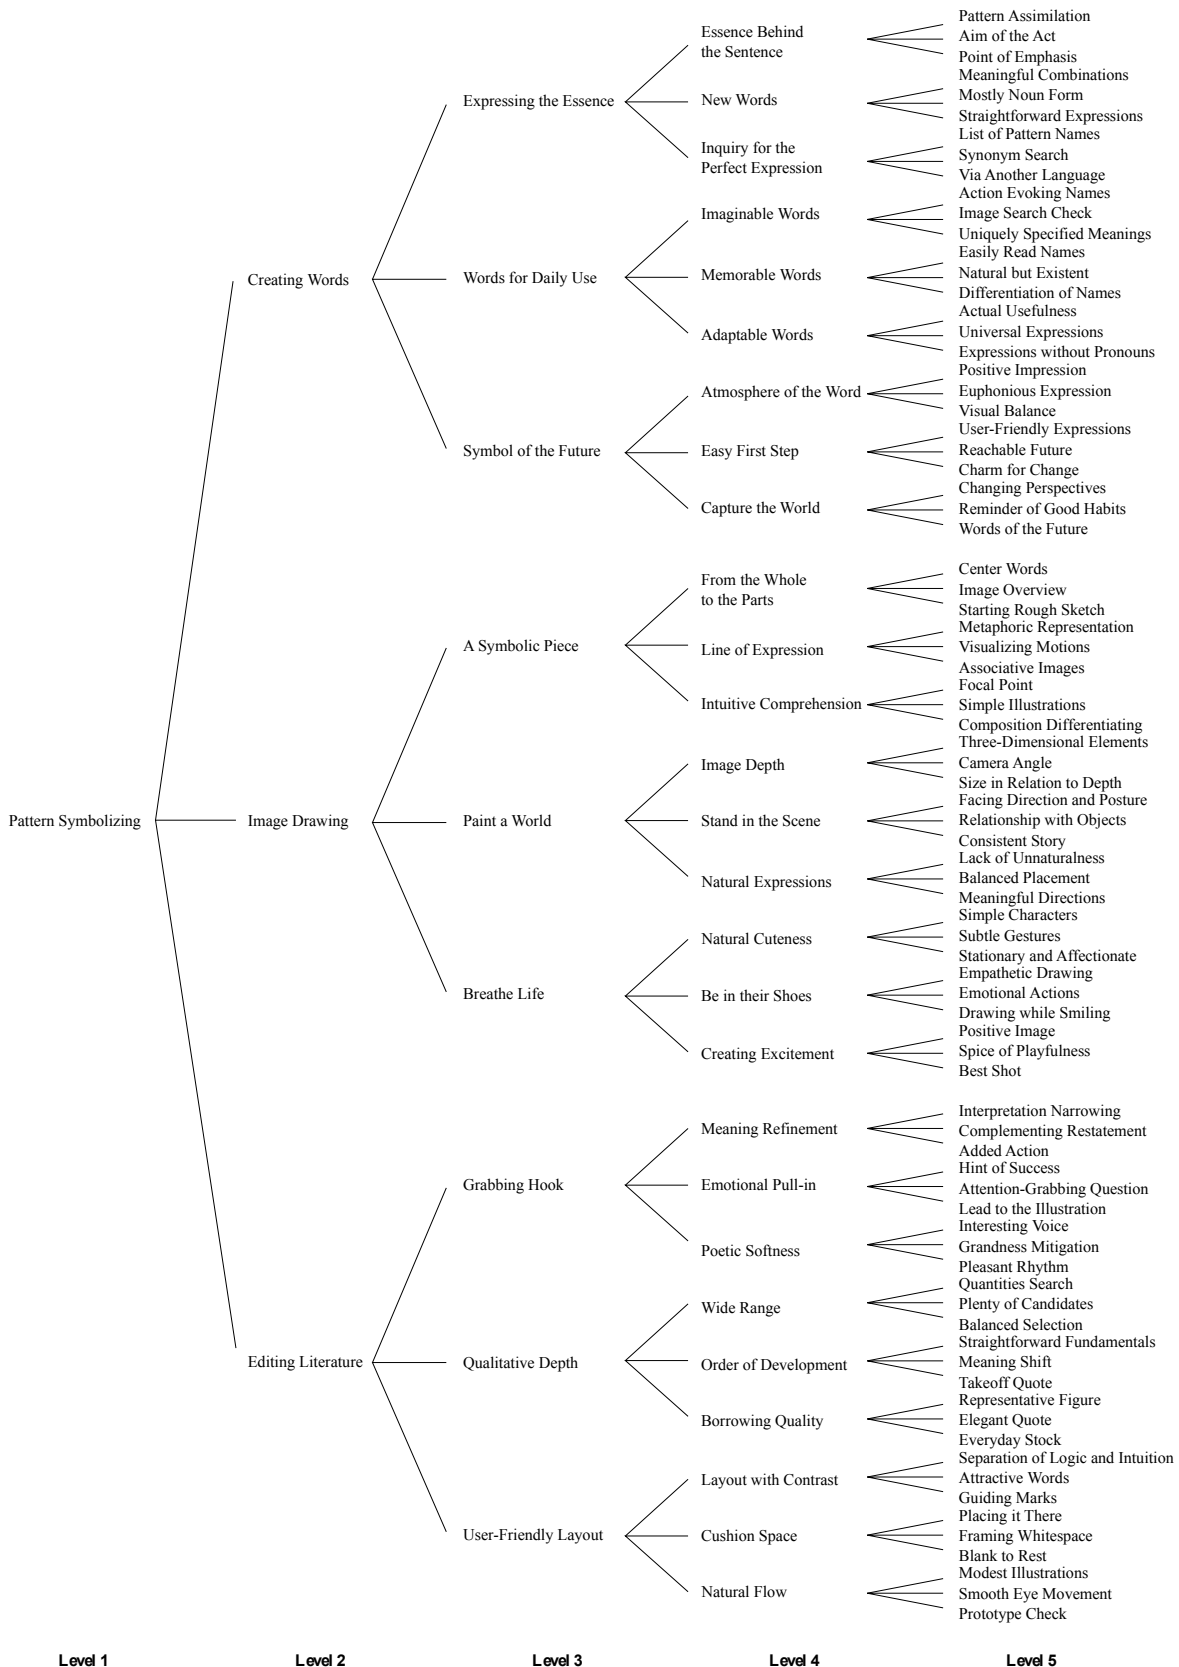 Pattern Symbolizing
Creating Words
Expressing the Essence
Essence Behind
the Sentence
Pattern Assimilation
Aim of the Act
Point of Emphasis
New Words
Meaningful Combinations
Mostly Noun Form
Straightforward Expressions
Inquiry for the
Perfect Expression
List of Pattern Names
Synonym Search
Via Another Language
Words for Daily Use
Imaginable Words
Action Evoking Names
Image Search Check
Uniquely Specified Meanings
Memorable Words
Easily Read Names
Natural but Existent
Differentiation of Names
Adaptable Words
Actual Usefulness
Universal Expressions
Expressions without Pronouns
Symbol of the Future
Atmosphere of the Word
Positive Impression
Euphonious Expression
Visual Balance
Easy First Step
User-Friendly Expressions
Reachable Future
Charm for Change
Capture the World
Changing Perspectives
Reminder of Good Habits
Words of the Future
Image Drawing
A Symbolic Piece
From the Whole
to the Parts
Center Words
Image Overview
Starting Rough Sketch
Line of Expression
Metaphoric Representation
Visualizing Motions
Associative Images
Intuitive Comprehension
Focal Point
Simple Illustrations
Composition Differentiating
Paint a World
Image Depth
Three-Dimensional Elements
Camera Angle
Size in Relation to Depth
Stand in the Scene
Facing Direction and Posture
Relationship with Objects
Consistent Story
Natural Expressions
Lack of Unnaturalness
Balanced Placement
Meaningful Directions
Breathe Life
Natural Cuteness
Simple Characters
Subtle Gestures
Stationary and Affectionate
Be in their Shoes
Empathetic Drawing
Emotional Actions
Drawing while Smiling
Creating Excitement
Positive Image
Spice of Playfulness
Best Shot
Editing Literature
Grabbing Hook
Meaning Refinement
Interpretation Narrowing
Complementing Restatement
Added Action
Emotional Pull-in
Hint of Success
Attention-Grabbing Question
Lead to the Illustration
Poetic Softness
Interesting Voice
Grandness Mitigation
Pleasant Rhythm
Qualitative Depth
Wide Range
Quantities Search
Plenty of Candidates
Balanced Selection
Order of Development
Straightforward Fundamentals
Meaning Shift
Takeoff Quote
Borrowing Quality
Representative Figure
Elegant Quote
Everyday Stock
User-Friendly Layout
Layout with Contrast
Separation of Logic and Intuition
Attractive Words
Guiding Marks
Cushion Space
Placing it There
Framing Whitespace
Blank to Rest
Natural Flow
Modest Illustrations
Smooth Eye Movement
Prototype Check
Level 1
Level 2
Level 3
Level 4
Level 5